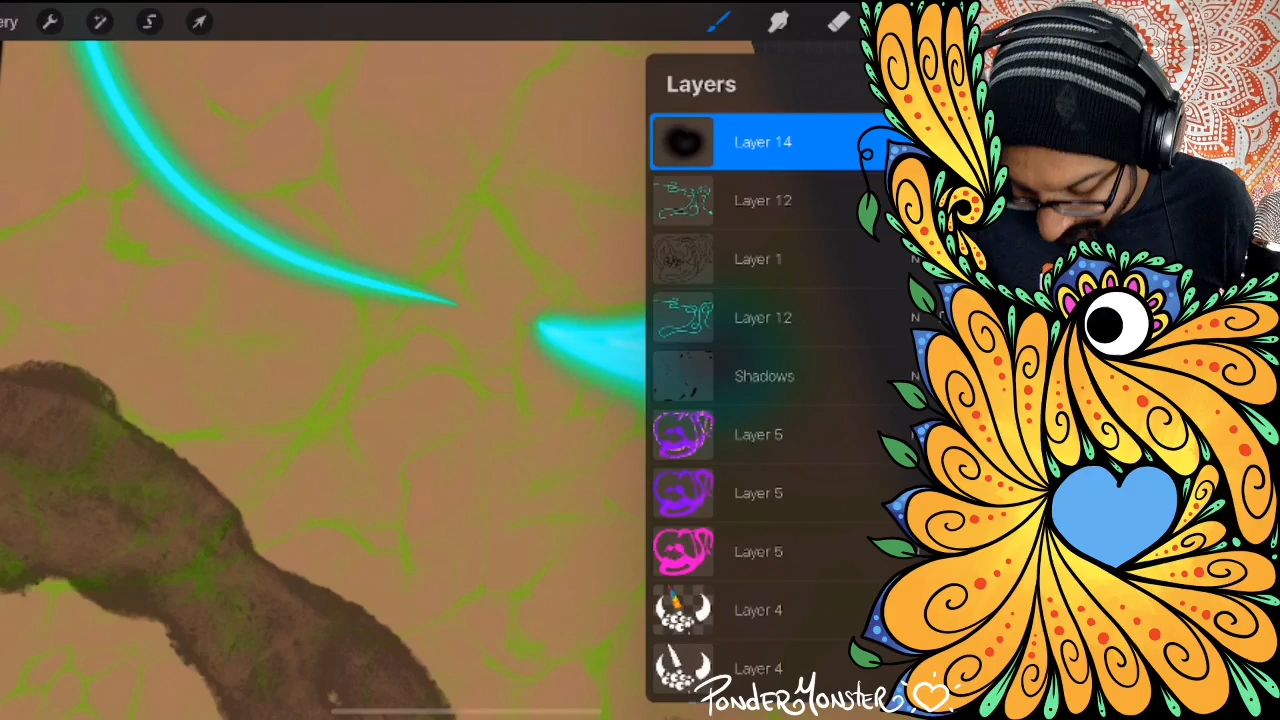 ery
Layers
Layer 14
Layer 12
Layer 1
N
Layer 12
N
Shadows
N
Layer 5
Layer 5
Layer 5
Layer 4
Layer 4
PONDERMONSTER